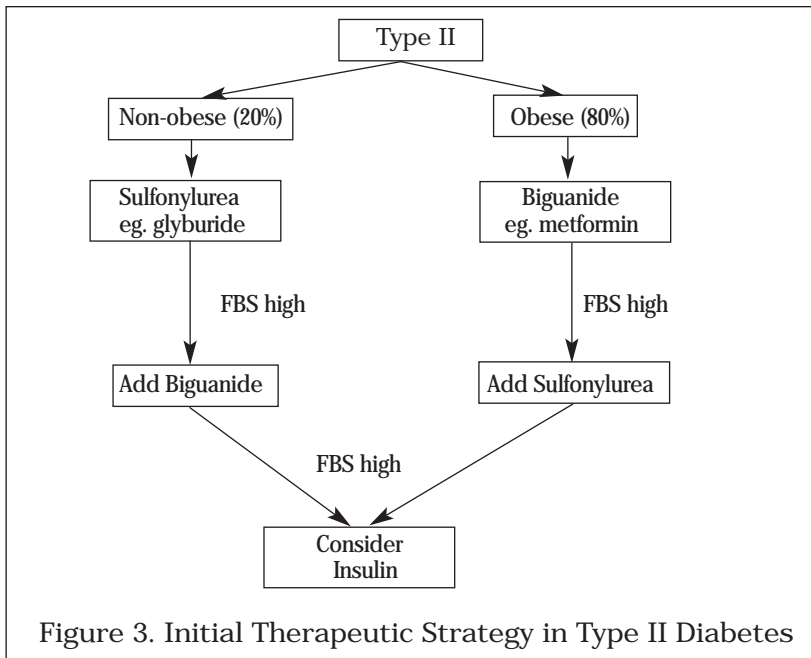 Type II
Non-obese (20%)
Obese (80%)
Sulfonylurea
eg. glyburide
Biguanide
eg. metformin
FBS high
FBS high
Add Biguanide
Add Sulfonylurea
FBS high
Consider
Insulin
Figure 3. Initial Therapeutic Strategy in Type II Diabetes